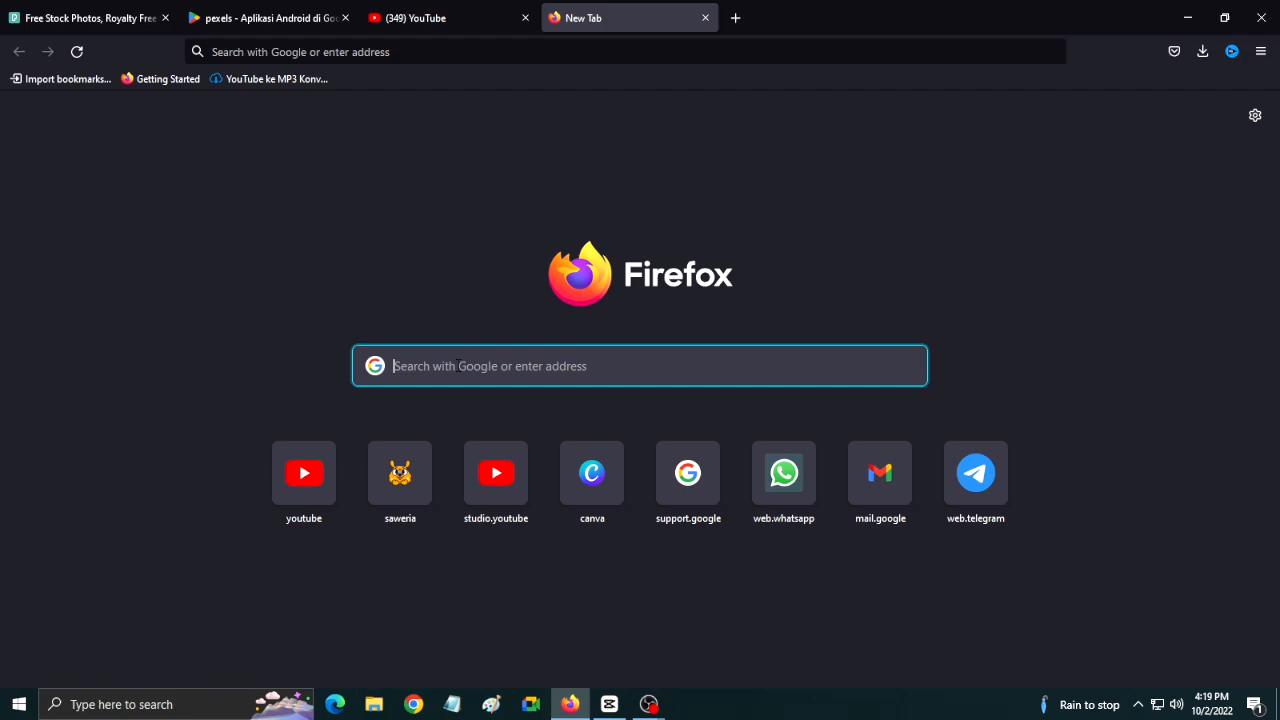 Free Stock Photos, Royalty Free
pexels - Aplikasi Android di Goo
(349) YouTube
New Tab
Search with Google or enter address
Import bookmarks...
Getting Started
YouTube ke MP3 Konv...
Firefox
Search with Google or enter address
youtube
saweria
studio.youtube
canva
support.google
web.whatsapp
mail.google
web.telegram
Type here to search
Rain to stop
4:19 PM
10/2/2022
1